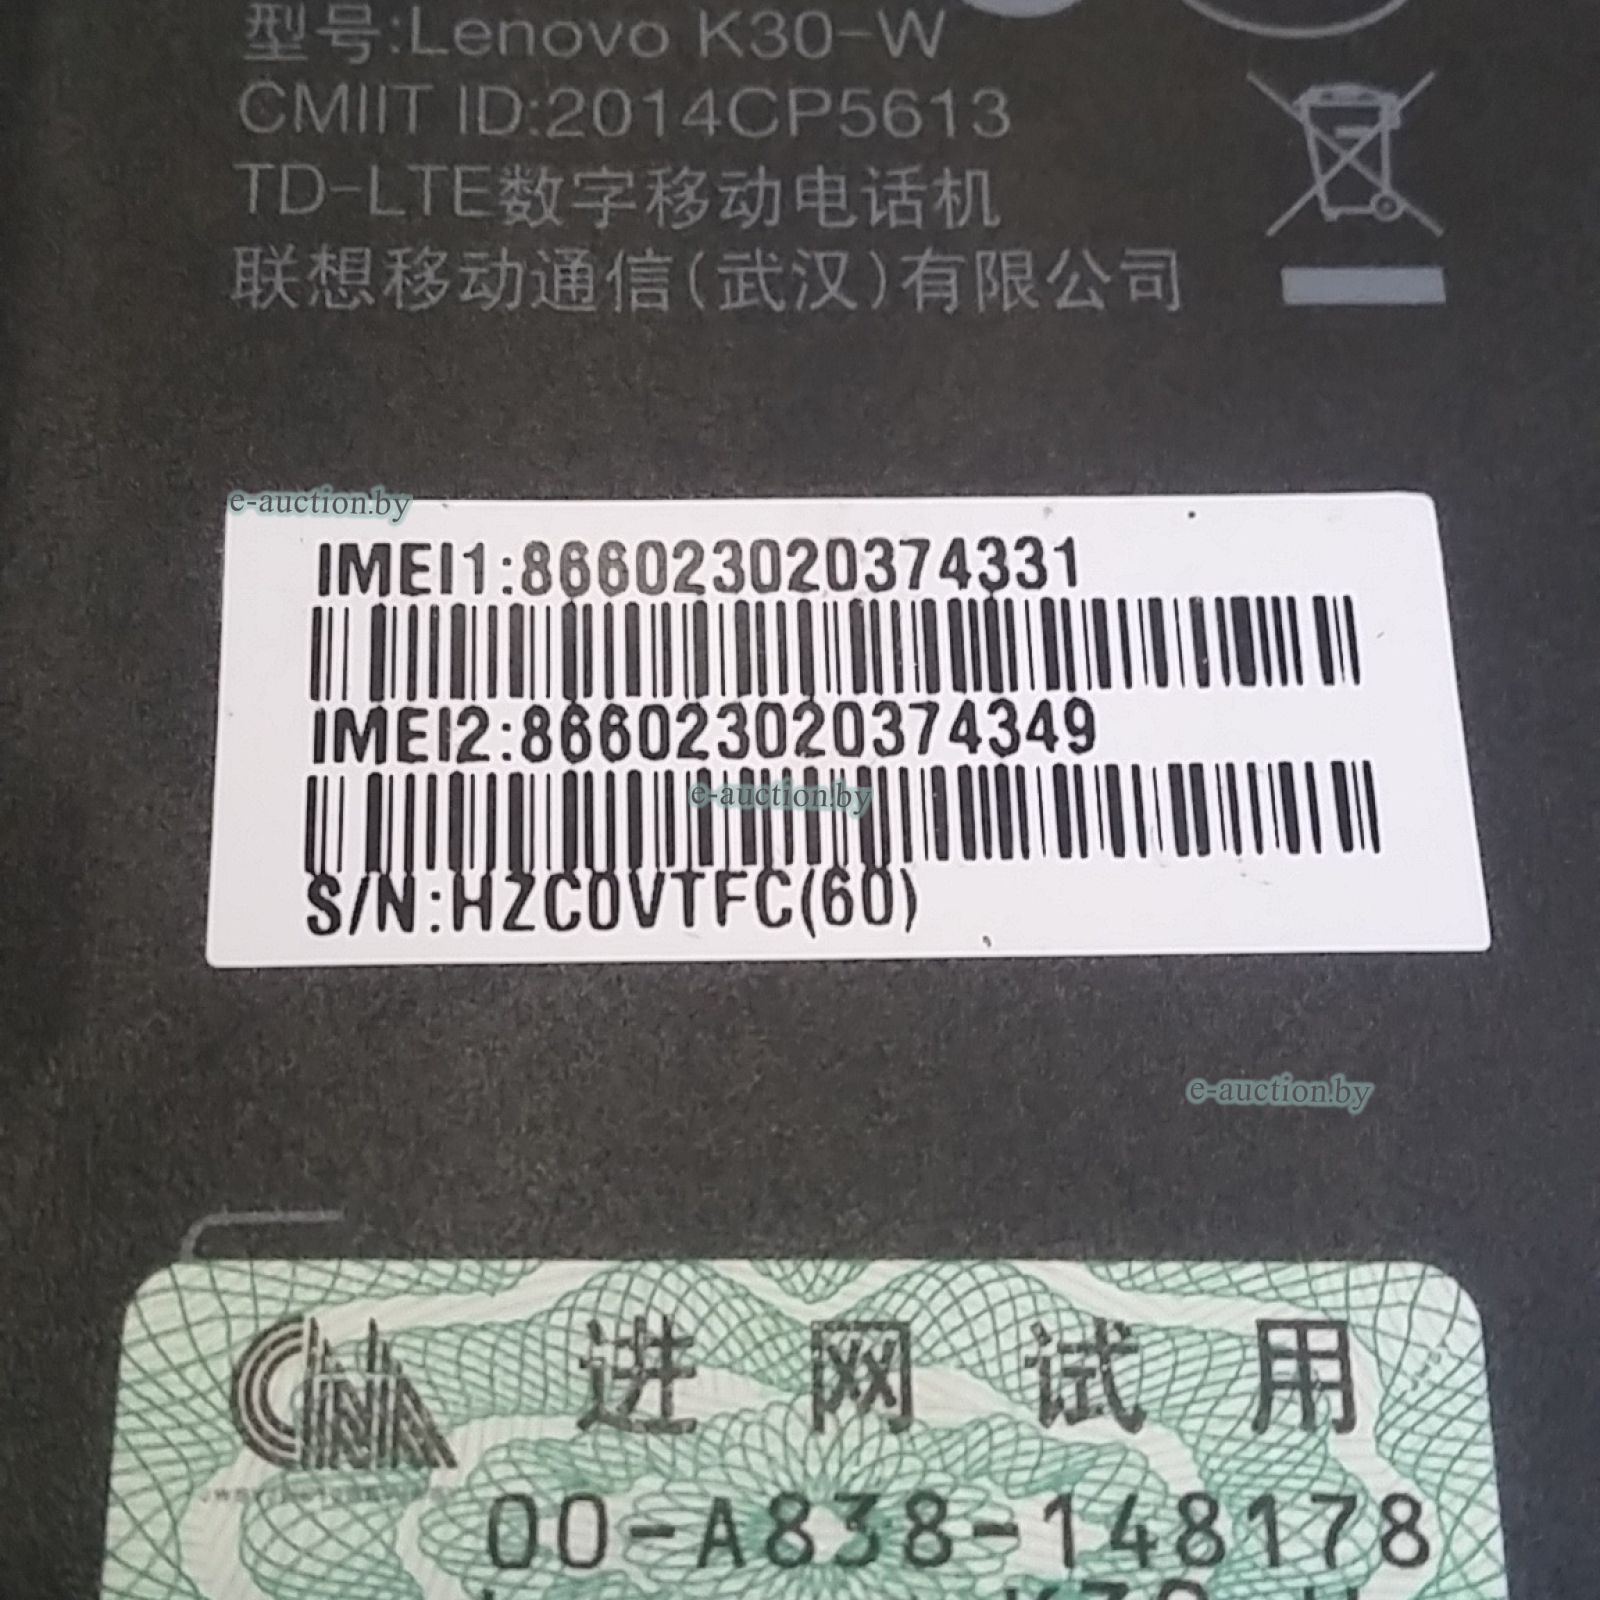 型号:Lenovo K30-W
CMIIT ID:2014CP5613
TD-LTE数字移动电话机
联想移动通信(武汉)有限公司
e-auction.by
IMEI1:866023020374331
IMEI2:866023020374349
e-auction.by
S/N:HZC0VTFC(60)
e-auction.by
进网试用
00-A838-148178